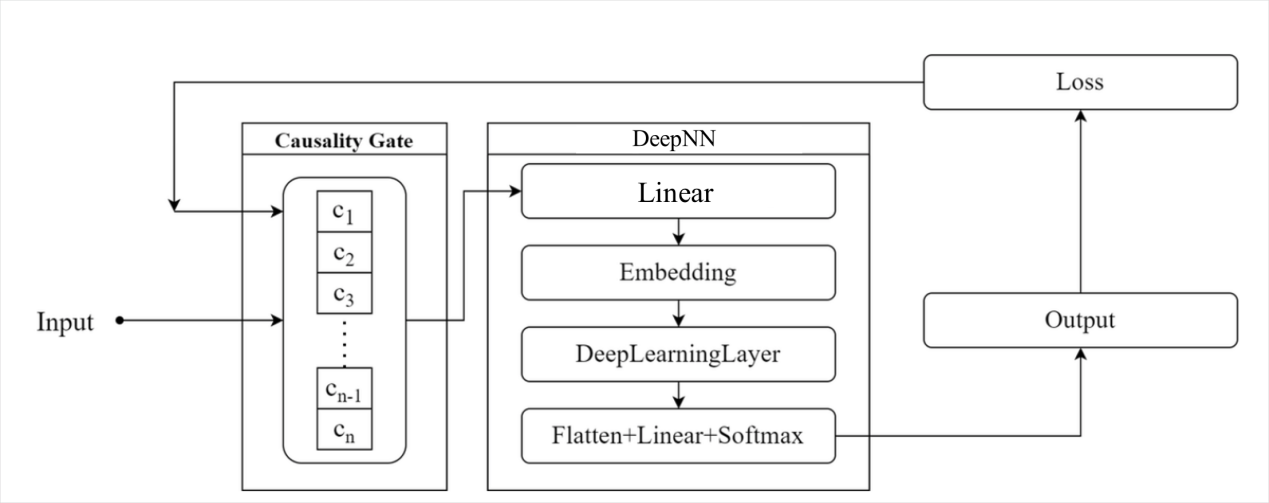 Loss
Causality Gate
DeepNN
c1
Linear
c2
Embedding
c3
Input
Output
DeepLearningLayer
cn-1
cn
Flatten+Linear+Softmax